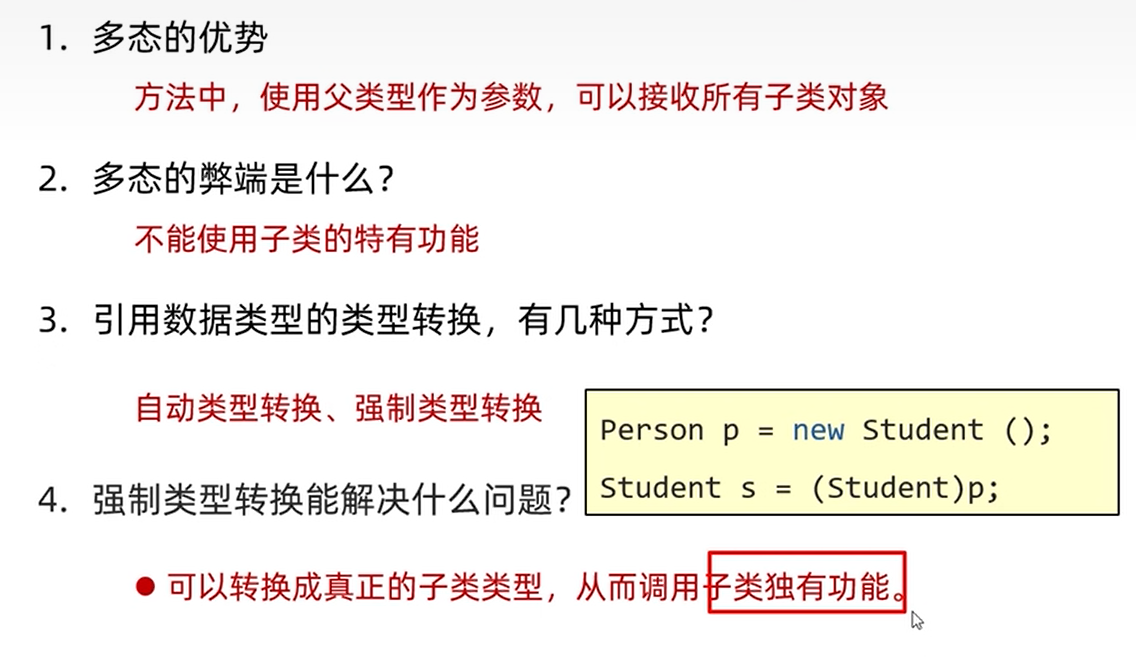 1. 多态的优势
方法中，使用父类型作为参数，可以接收所有子类对象
2. 多态的弊端是什么？
不能使用子类的特有功能
3. 引用数据类型的类型转换，有几种方式？
自动类型转换、强制类型转换
Person p = new Student ();
Student s = (Student)p;
4. 强制类型转换能解决什么问题？
● 可以转换成真正的子类类型，从而调用子类独有功能。